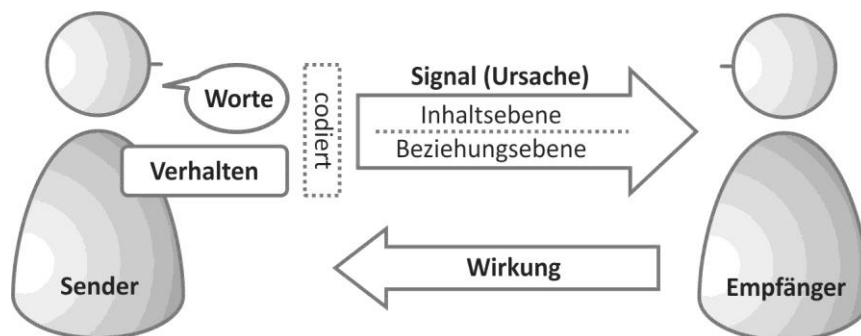 Worte
Verhalten
Sender
codiert
Signal (Ursache)
Inhaltsebene
Beziehungsebene
Wirkung
Empfänger